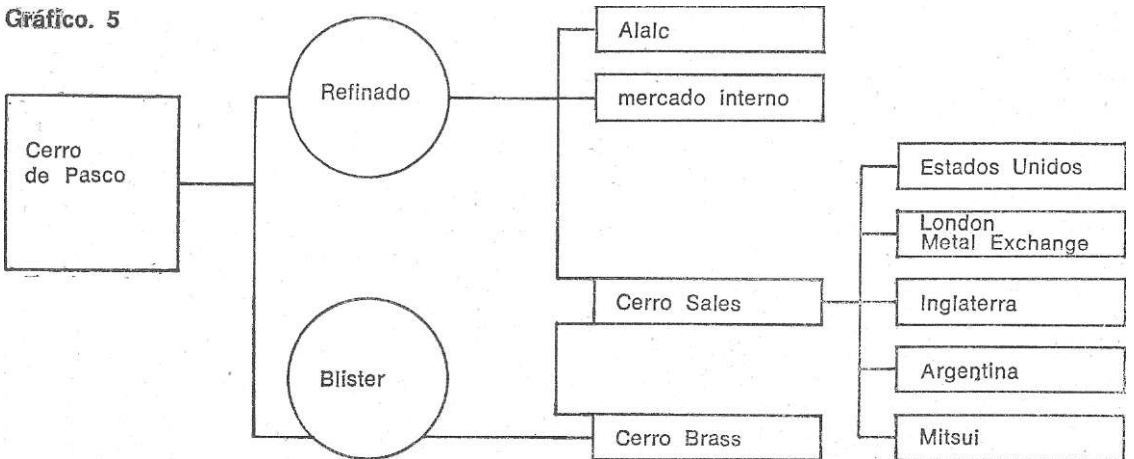 Gráfico. 5
Cerro
de Pasco
Refinado
Blister
Alalc
mercado interno
Cerro Sales
Cerro Brass
Estados Unidos
London
Metal Exchange
Inglaterra
Argentina
Mitsui